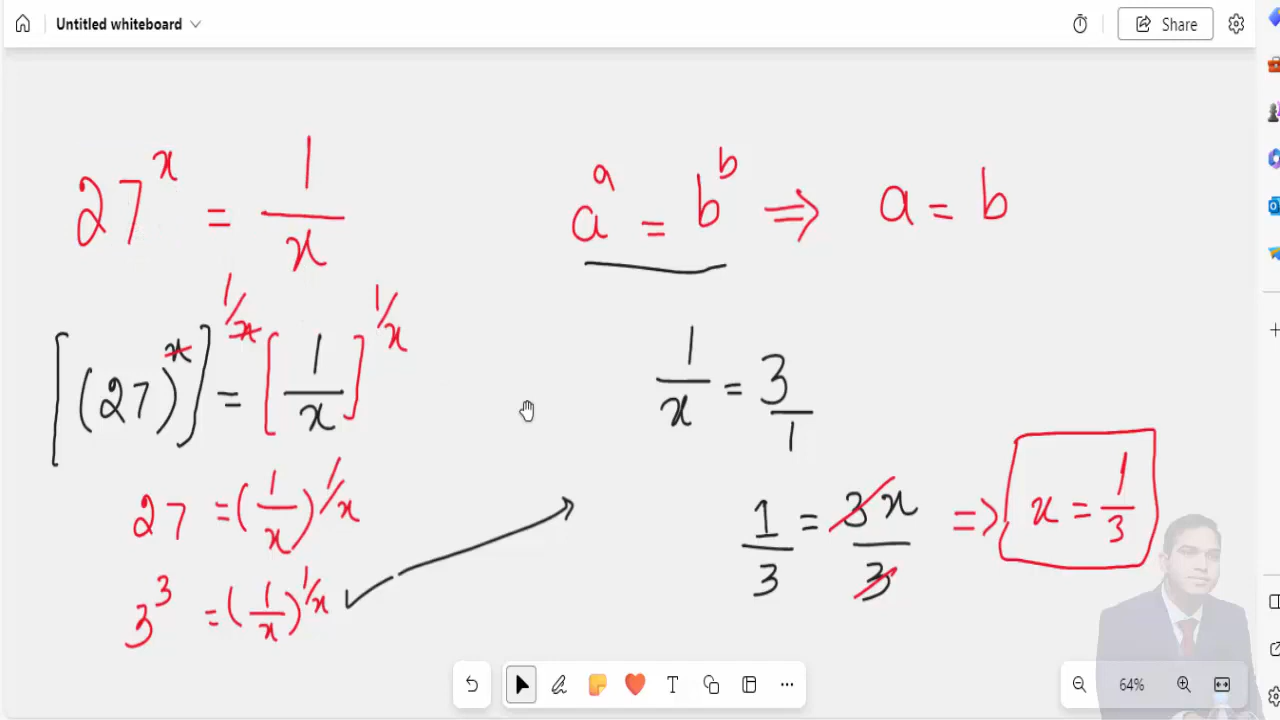 Untitled whiteboard
Share
27^x = 1/x
a^a = b^b ⇒ a = b
[(27)^x]^(1/x) = [1/x]^(1/x)
1/x = 3/1
27 = (1/x)^(1/x)
1/3 = 3x/3 ⇒ x = 1/3
3^3 = (1/x)^(1/x)
T
64%